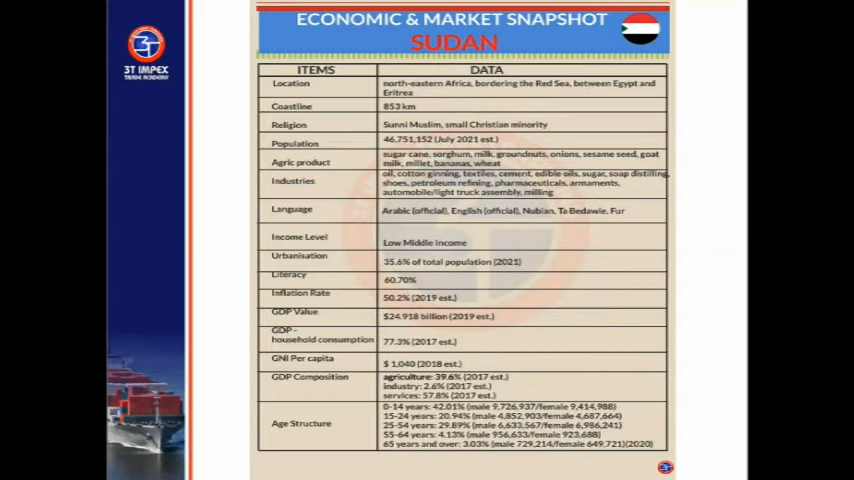 ECONOMIC & MARKET SNAPSHOT
SUDAN
3T IMPEX
TRADE ACADEMY
ITEMS DATA
Location north-eastern Africa, bordering the Red Sea, between Egypt and
Eritrea
Coastline 853 km
Religion Sunni Muslim, small Christian minority
Population 46,751,152 (July 2021 est.)
Agric product sugar cane, sorghum, milk, groundnuts, onions, sesame seed, goat
milk, millet, bananas, wheat
Industries oil, cotton ginning, textiles, cement, edible oils, sugar, soap distilling,
shoes, petroleum refining, pharmaceuticals, armaments,
automobile/light truck assembly, milling
Language Arabic (official), English (official), Nubian, Ta Bedawie, Fur
Income Level Low Middle Income
Urbanisation 35.6% of total population (2021)
Literacy 60.70%
Inflation Rate 50.2% (2019 est.)
GDP Value $24.918 billion (2019 est.)
GDP -
household consumption 77.3% (2017 est.)
GNI Per capita $ 1,040 (2018 est.)
GDP Composition agriculture: 39.6% (2017 est.)
industry: 2.6% (2017 est.)
services: 57.8% (2017 est.)
Age Structure 0-14 years: 42.01% (male 9,726,937/female 9,414,988)
15-24 years: 20.94% (male 4,852,903/female 4,687,664)
25-54 years: 29.89% (male 6,633,567/female 6,986,241)
55-64 years: 4.13% (male 956,633/female 923,688)
65 years and over: 3.03% (male 729,214/female 649,721)(2020)